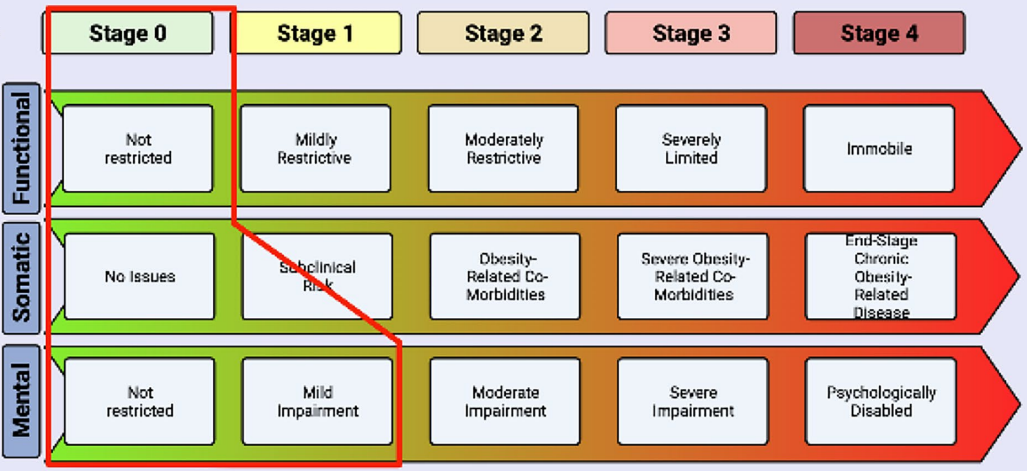 Stage 0
Stage 1
Stage 2
Stage 3
Stage 4
Functional
Not
restricted
Mildly
Restrictive
Moderately
Restrictive
Severely
Limited
Immobile
Somatic
No Issues
Subclinical
Risk
Obesity-
Related Co-
Morbidities
Severe Obesity-
Related Co-
Morbidities
End-Stage
Chronic
Obesity-
Related
Disease
Mental
Not
restricted
Mild
Impairment
Moderate
Impairment
Severe
Impairment
Psychologically
Disabled